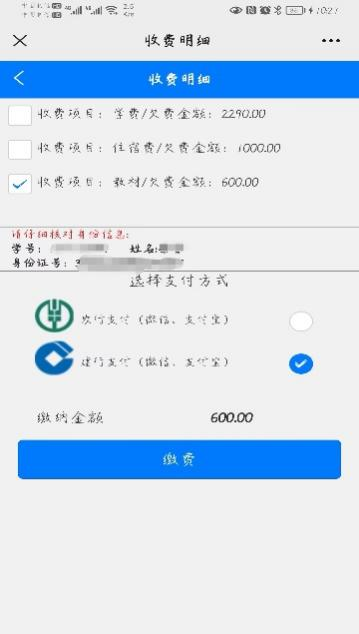 10:27
收费明细
收费明细
收费项目: 学费/欠费金额: 2290.00
收费项目: 住宿费/欠费金额: 1000.00
收费项目: 教材/欠费金额: 600.00
请仔细核对身份信息:
学号: 姓名:
身份证号: 3
选择支付方式
农行支付 (微信、支付宝)
建行支付 (微信、支付宝)
缴纳金额 600.00
缴费